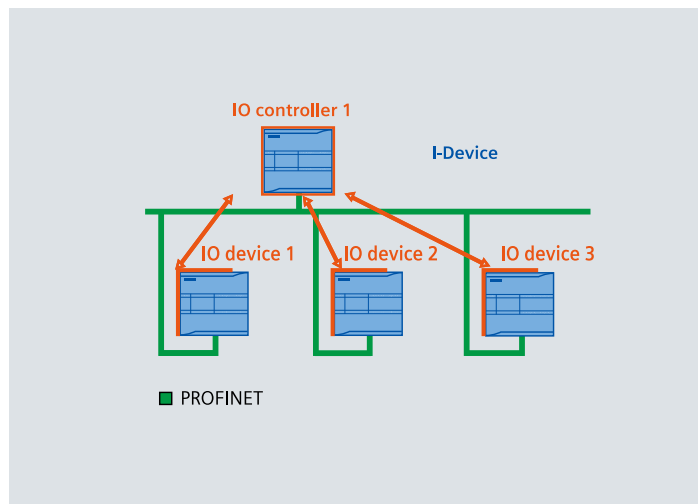 IO controller 1
I-Device
IO device 1
IO device 2
IO device 3
PROFINET